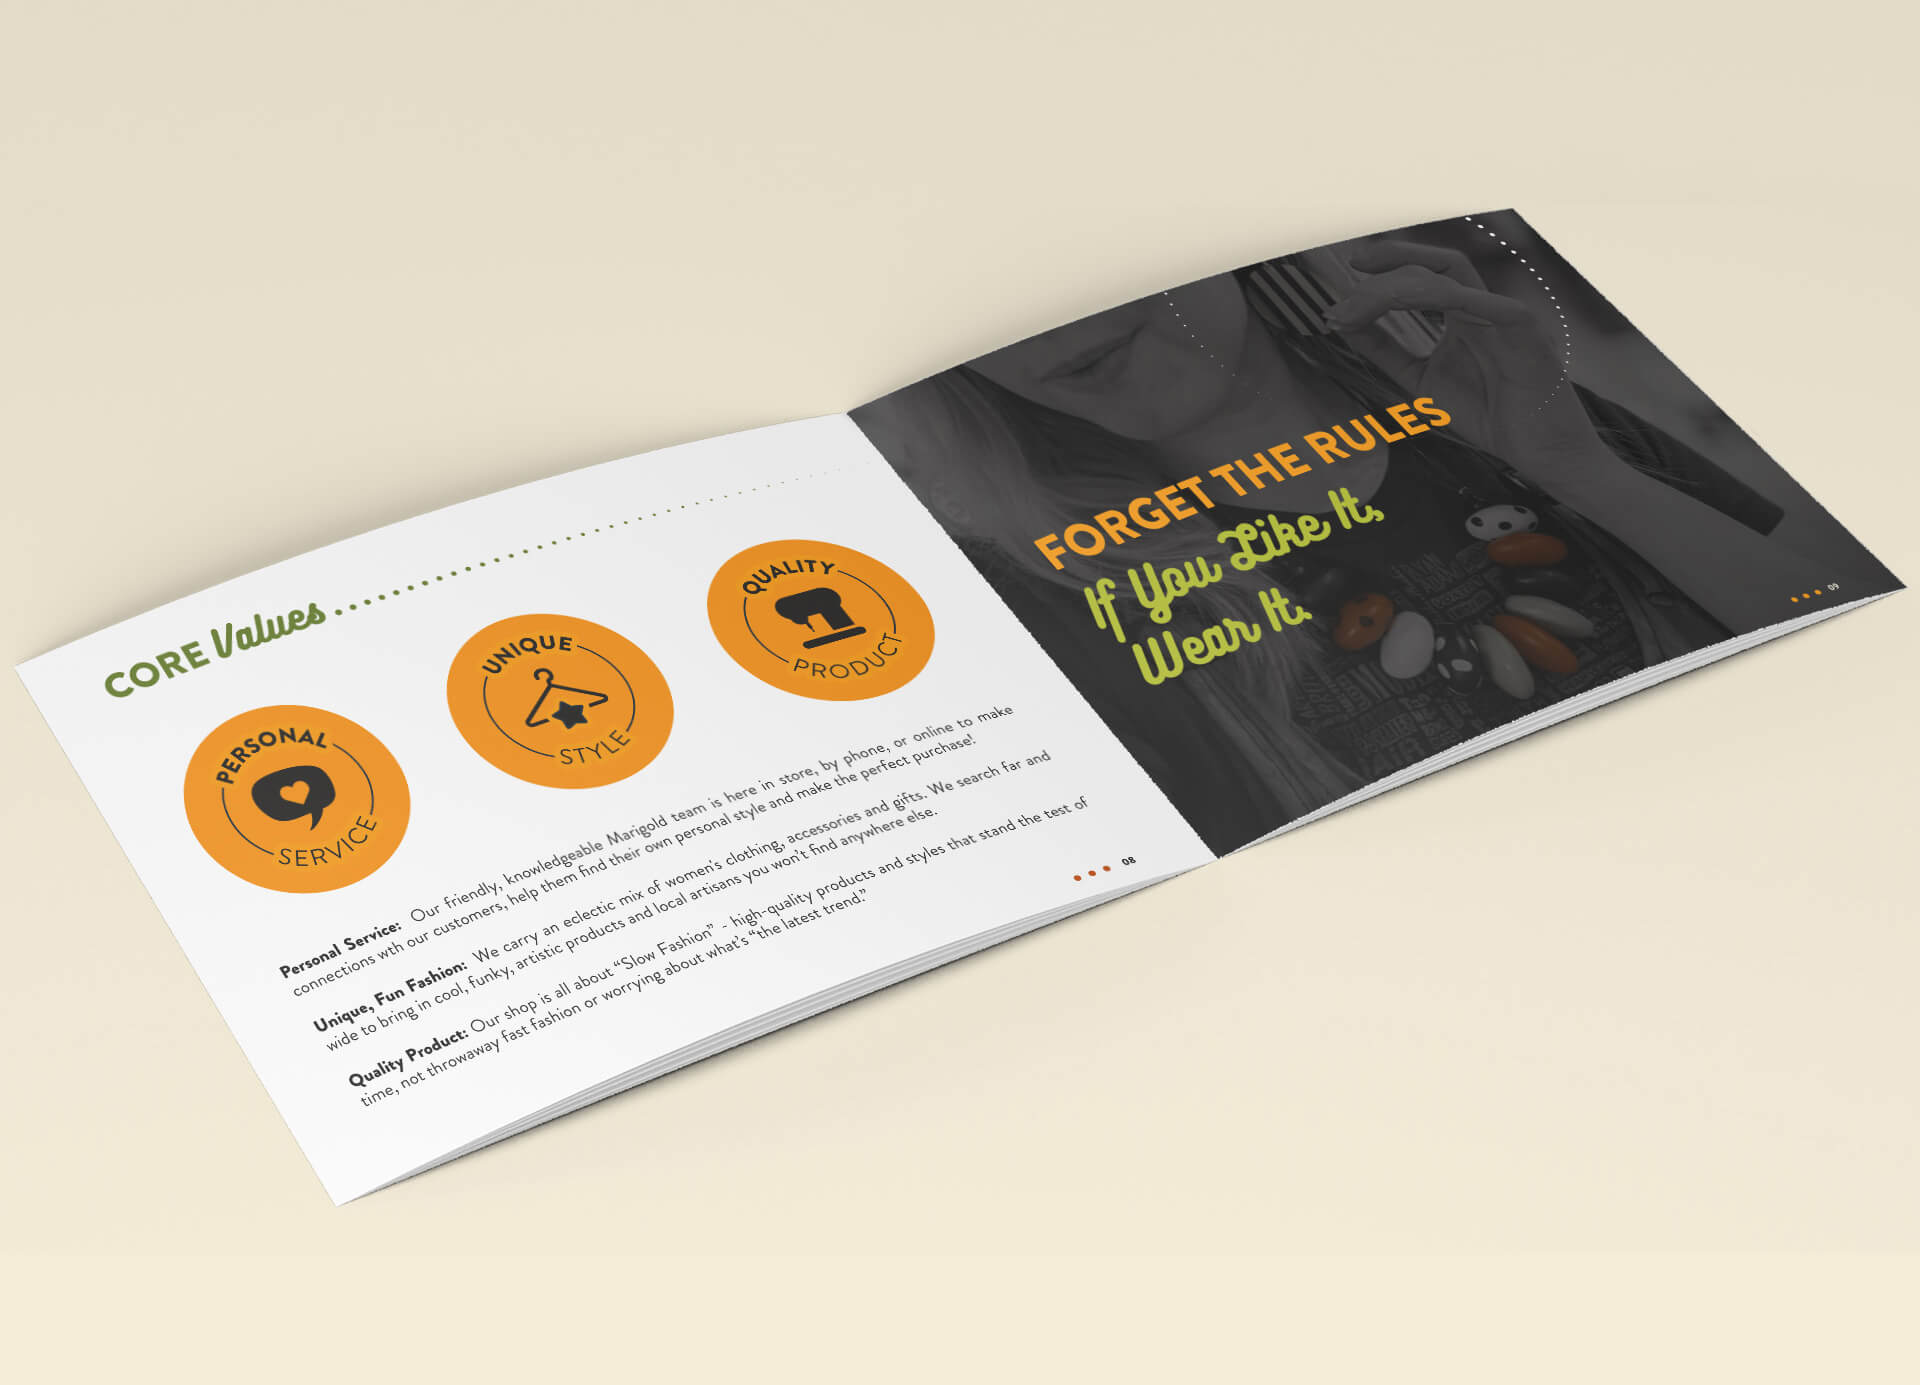 CORE Values
PERSONAL
SERVICE
UNIQUE
STYLE
QUALITY
PRODUCT
Personal Service: Our friendly, knowledgeable Marigold team is here in store, by phone, or online to make
connections wth our customers, help them find their own personal style and make the perfect purchase!
Unique, Fun Fashion: We carry an eclectic mix of women's clothing, accessories and gifts. We search far and
wide to bring in cool, funky, artistic products and local artisans you won't find anywhere else.
Quality Product: Our shop is all about “Slow Fashion” - high-quality products and styles that stand the test of
time, not throwaway fast fashion or worrying about what's “the latest trend.”
08
FORGET THE RULES
If You Like It,
Wear It.
09